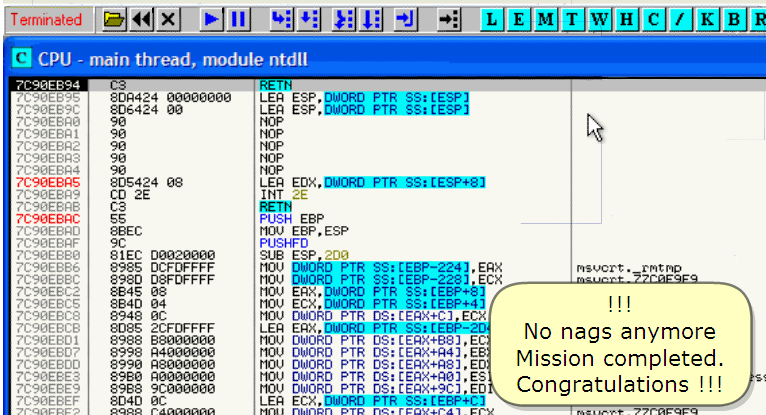 Terminated L E M T W H C / K B R
C CPU - main thread, module ntdll
7C90EB94 C3 RETN
7C90EB95 8DA424 00000000 LEA ESP,DWORD PTR SS:[ESP]
7C90EB9C 8D6424 00 LEA ESP,DWORD PTR SS:[ESP]
7C90EBA0 90 NOP
7C90EBA1 90 NOP
7C90EBA2 90 NOP
7C90EBA3 90 NOP
7C90EBA4 90 NOP
7C90EBA5 8D5424 08 LEA EDX,DWORD PTR SS:[ESP+8]
7C90EBA9 CD 2E INT 2E
7C90EBAB C3 RETN
7C90EBAC 55 PUSH EBP
7C90EBAD 8BEC MOV EBP,ESP
7C90EBAF 9C PUSHFD
7C90EBB0 81EC D0020000 SUB ESP,2D0
7C90EBB6 8985 DCFDFFFF MOV DWORD PTR SS:[EBP-224],EAX msvcrt._rmtmp
7C90EBBC 898D D8FDFFFF MOV DWORD PTR SS:[EBP-228],ECX msvcrt.77C0E9E9
7C90EBC2 8B45 08 MOV EAX,DWORD PTR SS:[EBP+8]
7C90EBC5 8B4D 04 MOV ECX,DWORD PTR SS:[EBP+4]
7C90EBC8 8948 0C MOV DWORD PTR DS:[EAX+C],ECX
7C90EBCB 8D85 2CFDFFFF LEA EAX,DWORD PTR SS:[EBP-2D4
7C90EBD1 8988 B8000000 MOV DWORD PTR DS:[EAX+B8],EC
7C90EBD7 8998 A4000000 MOV DWORD PTR DS:[EAX+A4],EB
7C90EBDD 8990 A8000000 MOV DWORD PTR DS:[EAX+A8],ED
7C90EBE3 89B0 A0000000 MOV DWORD PTR DS:[EAX+A0],ES
7C90EBE9 89B8 9C000000 MOV DWORD PTR DS:[EAX+9C],ED
7C90EBEF 8D4D 0C LEA ECX,DWORD PTR SS:[EBP+C]
7C90EBF2 8988 C4000000 MOV DWORD PTR DS:[EAX+C4],EC
!!!
No nags anymore
Mission completed.
Congratulations !!!